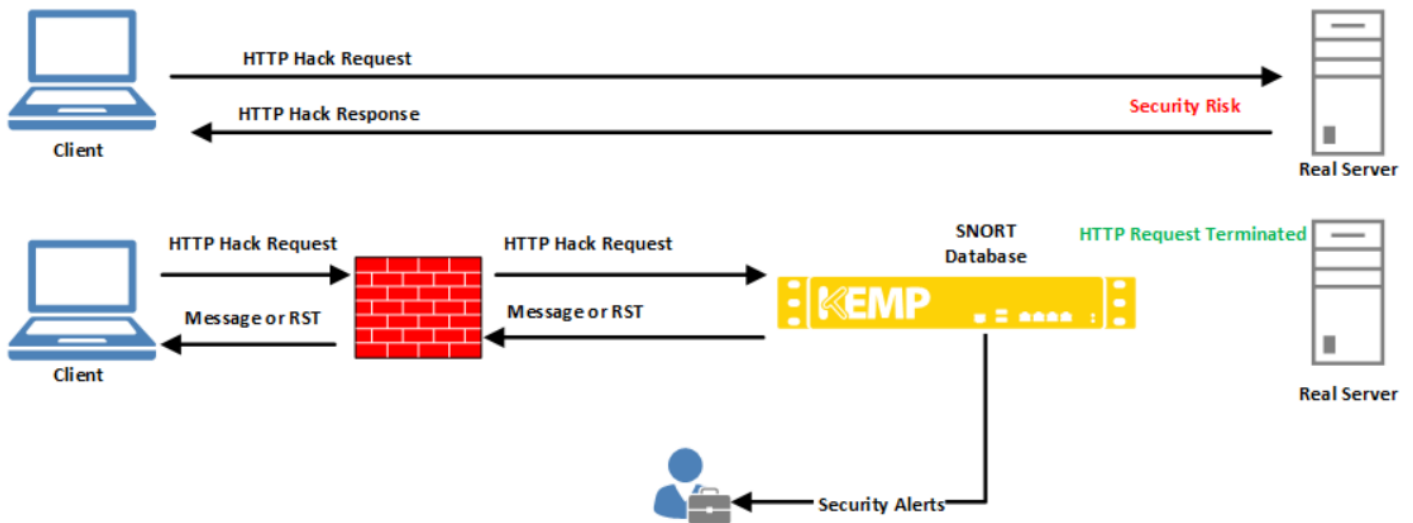 HTTP Hack Request
HTTP Hack Response
Security Risk
Client
Real Server
HTTP Hack Request
HTTP Hack Request
SNORT
Database
HTTP Request Terminated
KEMP
Message or RST
Message or RST
Client
Real Server
Security Alerts